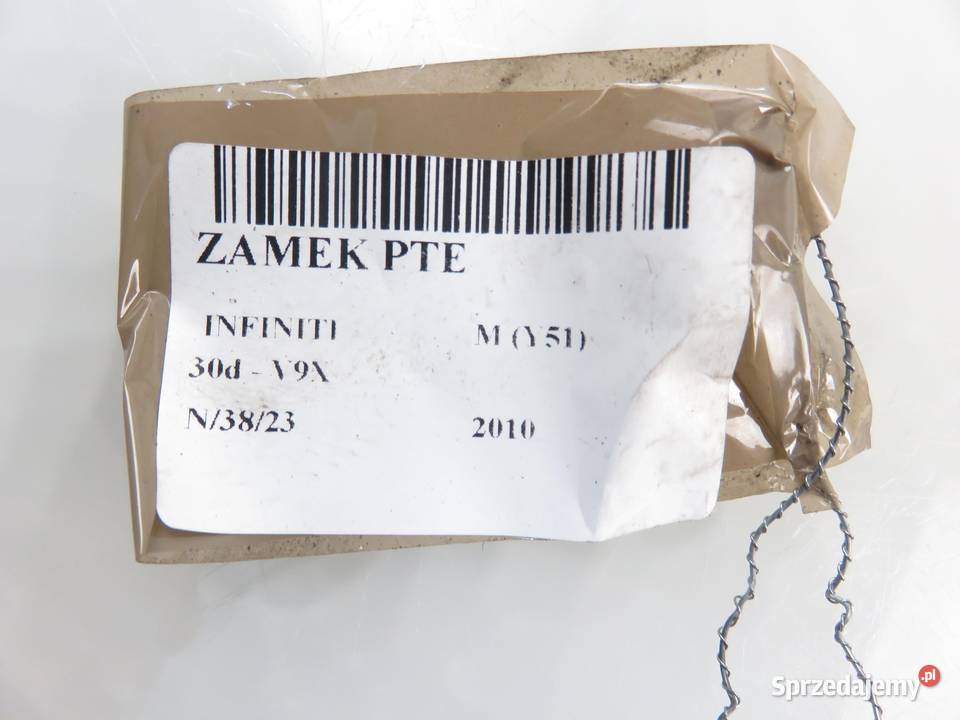 ZAMEK PTE
INFINITI M (Y51)
30d - V9X
N/38/23 2010
Sprzedajemy.pl